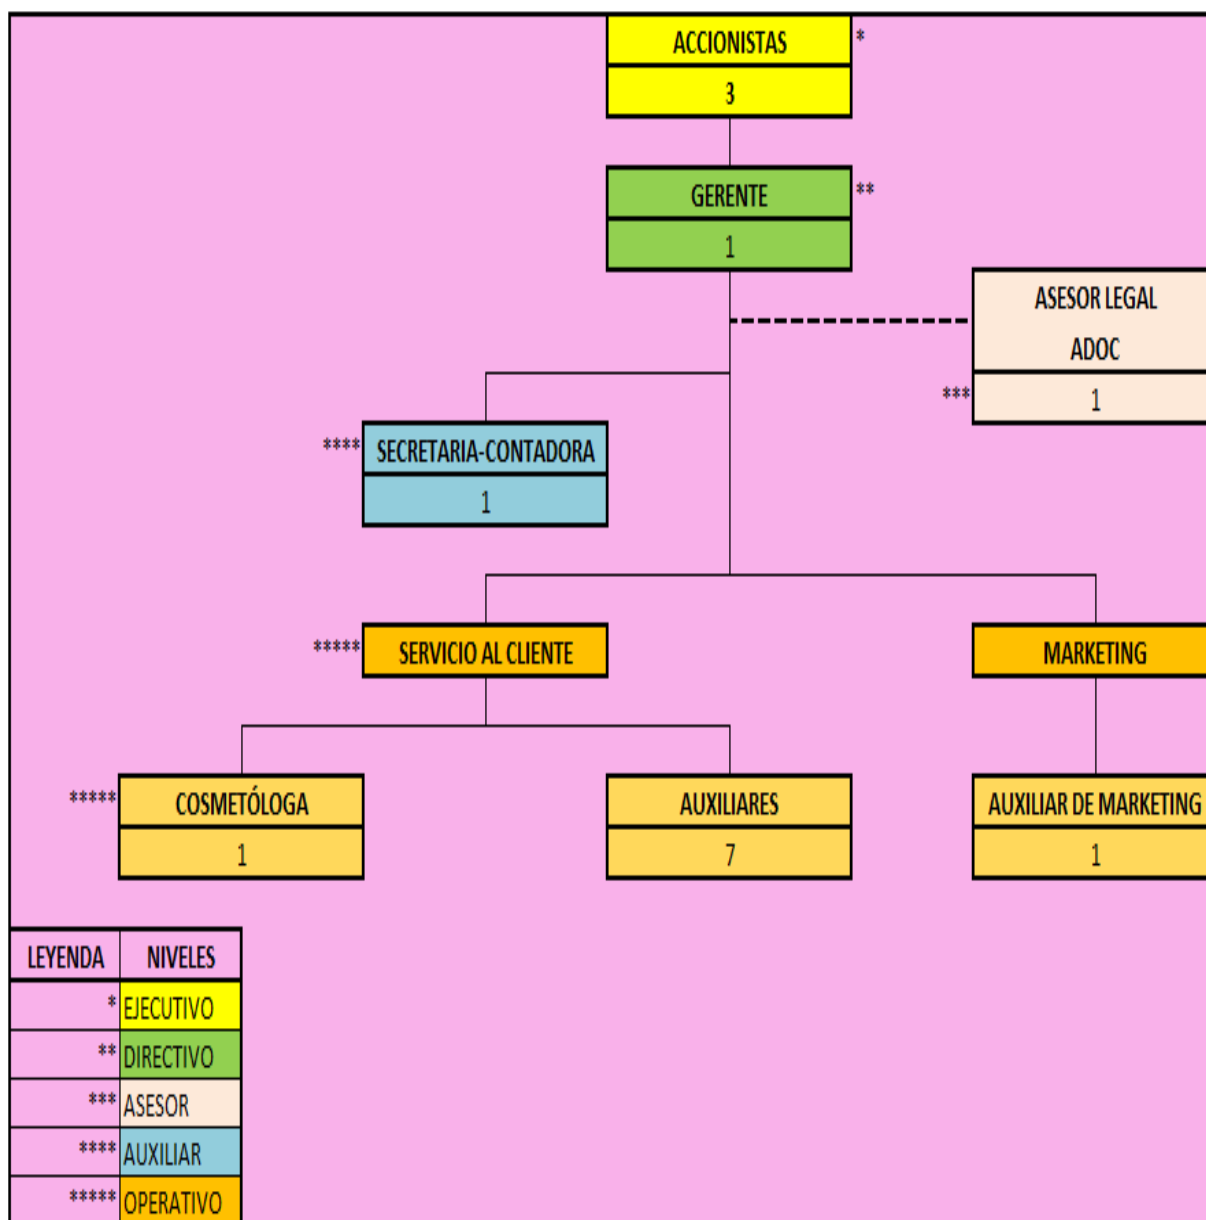 ACCIONISTAS *
3
GERENTE **
1
ASESOR LEGAL
ADOC
*** 1
**** SECRETARIA-CONTADORA
1
***** SERVICIO AL CLIENTE
MARKETING
***** COSMETÓLOGA
1
AUXILIARES
7
AUXILIAR DE MARKETING
1
LEYENDA NIVELES
* EJECUTIVO
** DIRECTIVO
*** ASESOR
**** AUXILIAR
***** OPERATIVO